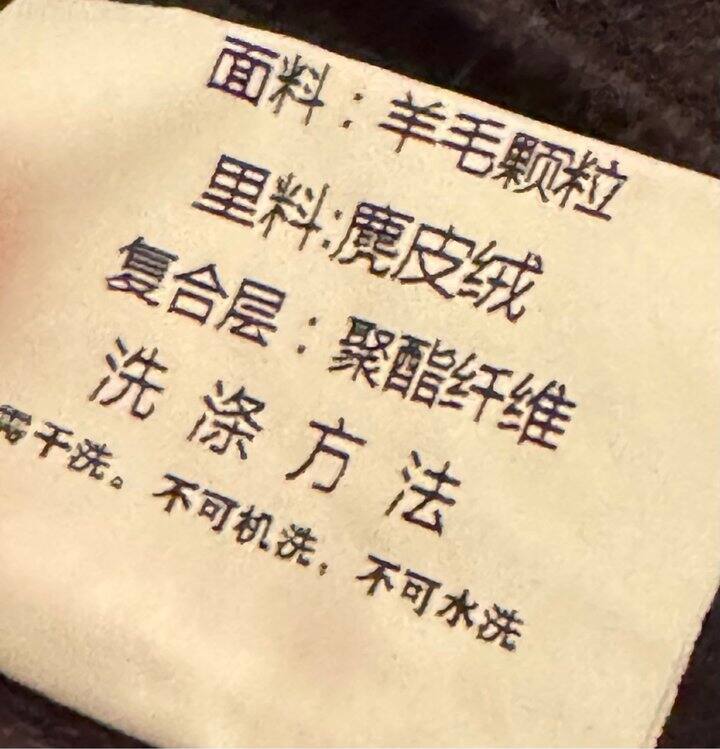 面料：羊毛颗粒
里料:麂皮绒
复合层：聚酯纤维
洗涤方法
需干洗。不可机洗，不可水洗